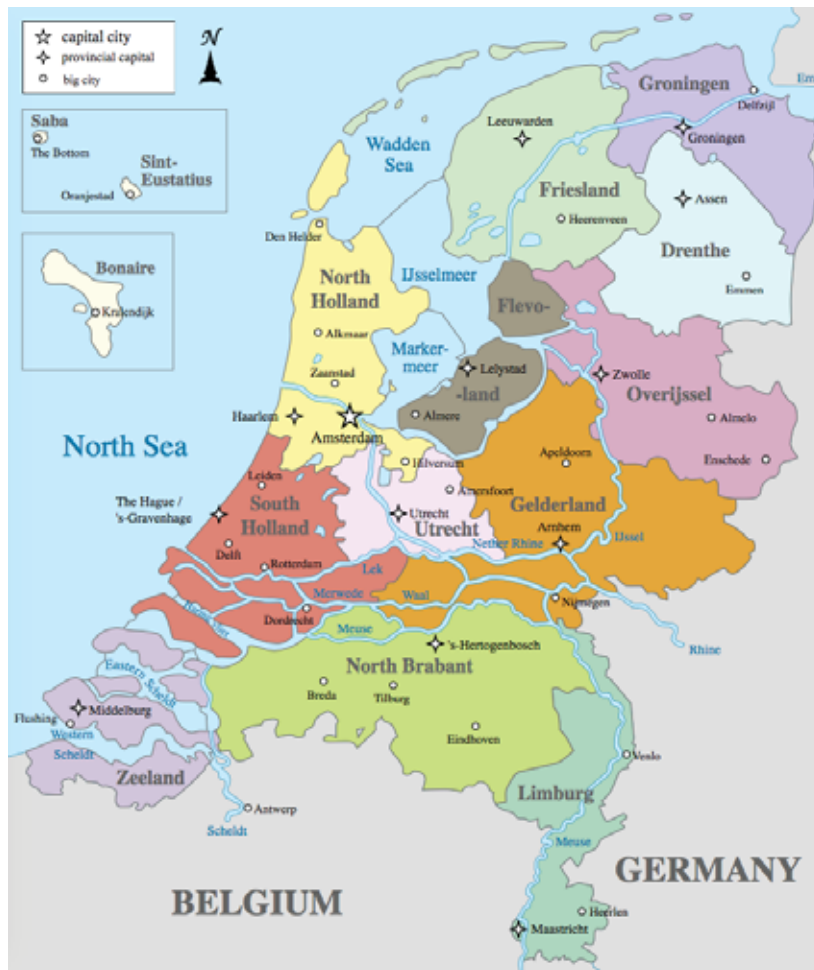 capital city
provincial capital
big city
N
Saba
The Bottom
Sint-
Eustatius
Oranjestad
Bonaire
Kralendijk
Wadden
Sea
Groningen
Delfzijl
Em
Leeuwarden
Groningen
Friesland
Heerenveen
Assen
Drenthe
Emmen
Den Helder
North
Holland
IJsselmeer
Flevo-
Alkmaar
Marker-
meer
Zaanstad
Lelystad
-land
Almere
Zwolle
Overijssel
Almelo
Enschede
Haarlem
Amsterdam
North Sea
Hilversum
Apeldoorn
Leiden
Amersfoort
The Hague /
's-Gravenhage
South
Holland
Utrecht
Utrecht
Gelderland
Arnhem
Nether Rhine
IJssel
Delft
Rotterdam
Lek
Merwede
Waal
Nijmegen
Dordrecht
Meuse
Rhine
's-Hertogenbosch
Eastern Scheldt
North Brabant
Breda
Tilburg
Middelburg
Flushing
Western
Scheldt
Eindhoven
Zeeland
Venlo
Limburg
Antwerp
Scheldt
Meuse
GERMANY
BELGIUM
Heerlen
Maastricht